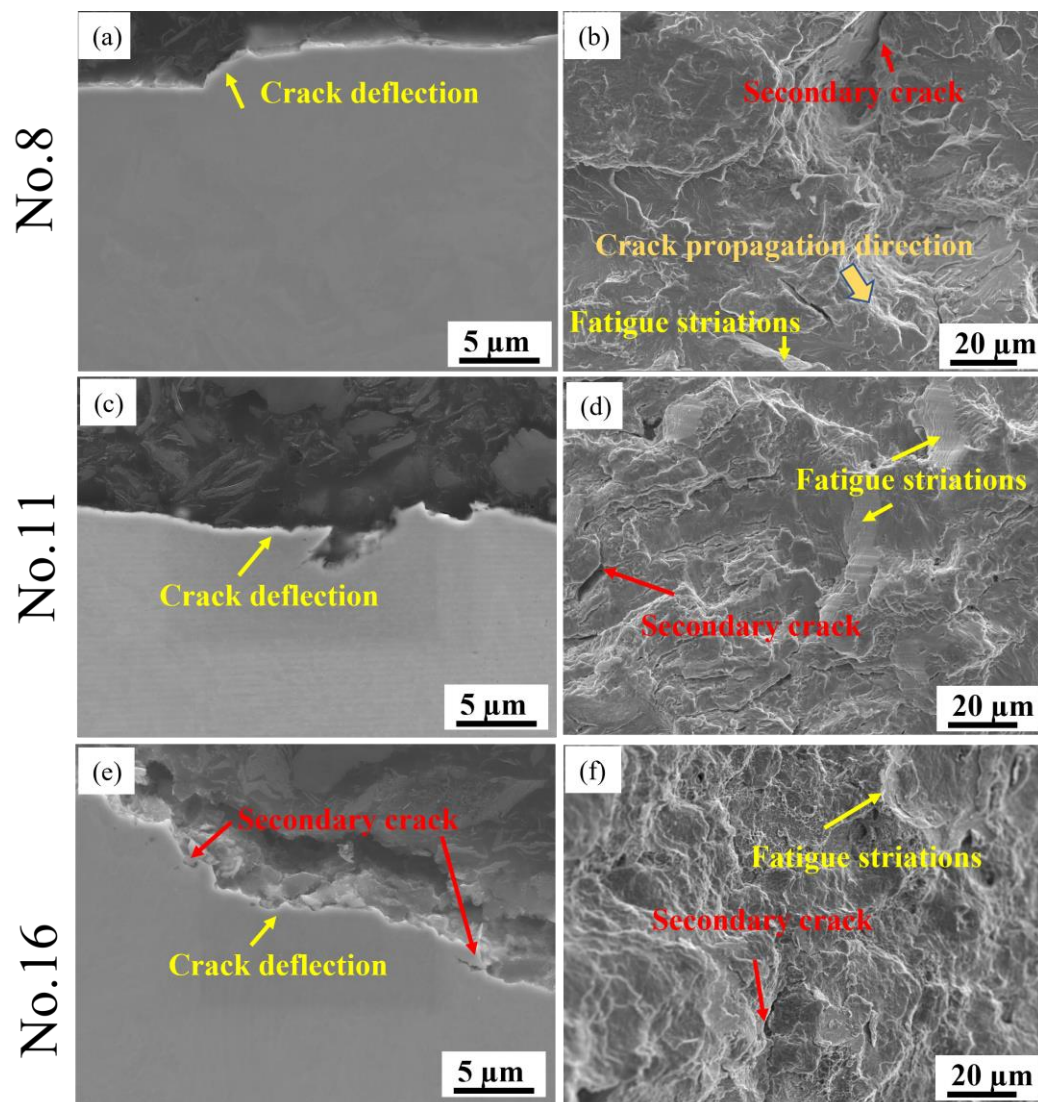 No.8
(a)
Crack deflection
5 µm
(b)
Secondary crack
Crack propagation direction
Fatigue striations
20 µm
No.11
(c)
Crack deflection
5 µm
(d)
Fatigue striations
Secondary crack
20 µm
No.16
(e)
Secondary crack
Crack deflection
5 µm
(f)
Fatigue striations
Secondary crack
20 µm